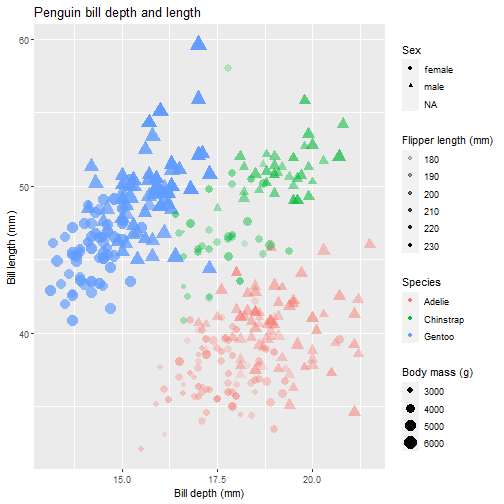 Penguin bill depth and length
60
50
40
Bill length (mm)
15.0
17.5
20.0
Bill depth (mm)
Sex
female
male
NA
Flipper length (mm)
180
190
200
210
220
230
Species
Adelie
Chinstrap
Gentoo
Body mass (g)
3000
4000
5000
6000